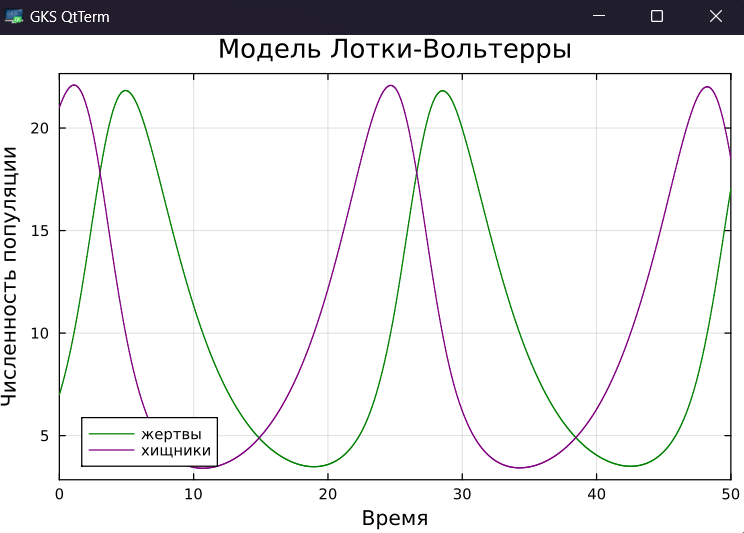 GKS QtTerm
Модель Лотки-Вольтерры
Численность популяции
20
15
10
5
жертвы
хищники
0 10 20 30 40 50
Время